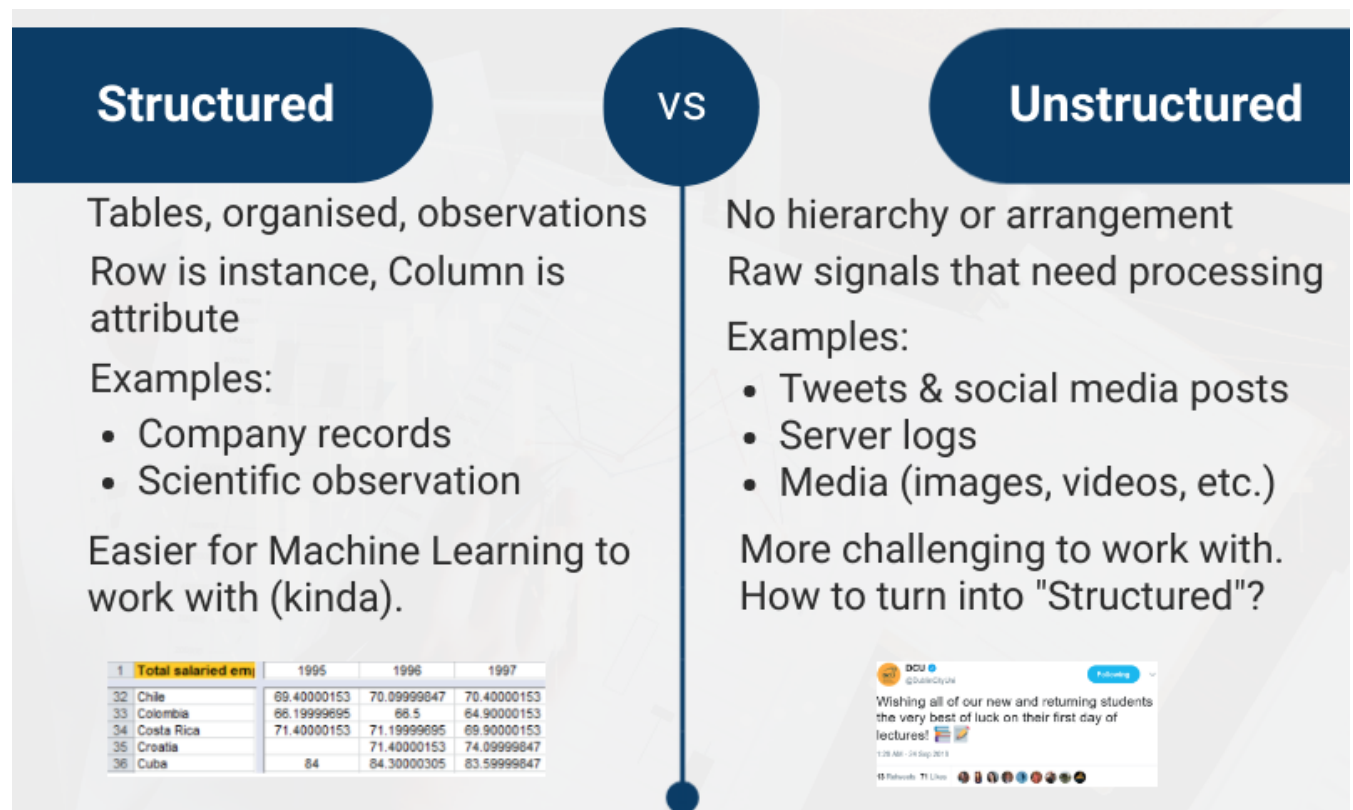 Structured
vs
Unstructured
Tables, organised, observations
Row is instance, Column is
attribute
Examples:
• Company records
• Scientific observation
Easier for Machine Learning to
work with (kinda).
1 Total salaried em 1995 1996 1997
32 Chile 69.40000153 70.09999847 70.40000153
33 Colombia 66.19999695 66.5 64.90000153
34 Costa Rica 71.40000153 71.19999695 69.90000153
35 Croatia 71.40000153 74.09999847
36 Cuba 84 84.30000305 83.59999847
No hierarchy or arrangement
Raw signals that need processing
Examples:
• Tweets & social media posts
• Server logs
• Media (images, videos, etc.)
More challenging to work with.
How to turn into "Structured"?
DCU
@DublinCityUni
Following
Wishing all of our new and returning students
the very best of luck on their first day of
lectures!
AM - 24 Sep
Retweets 71 Likes